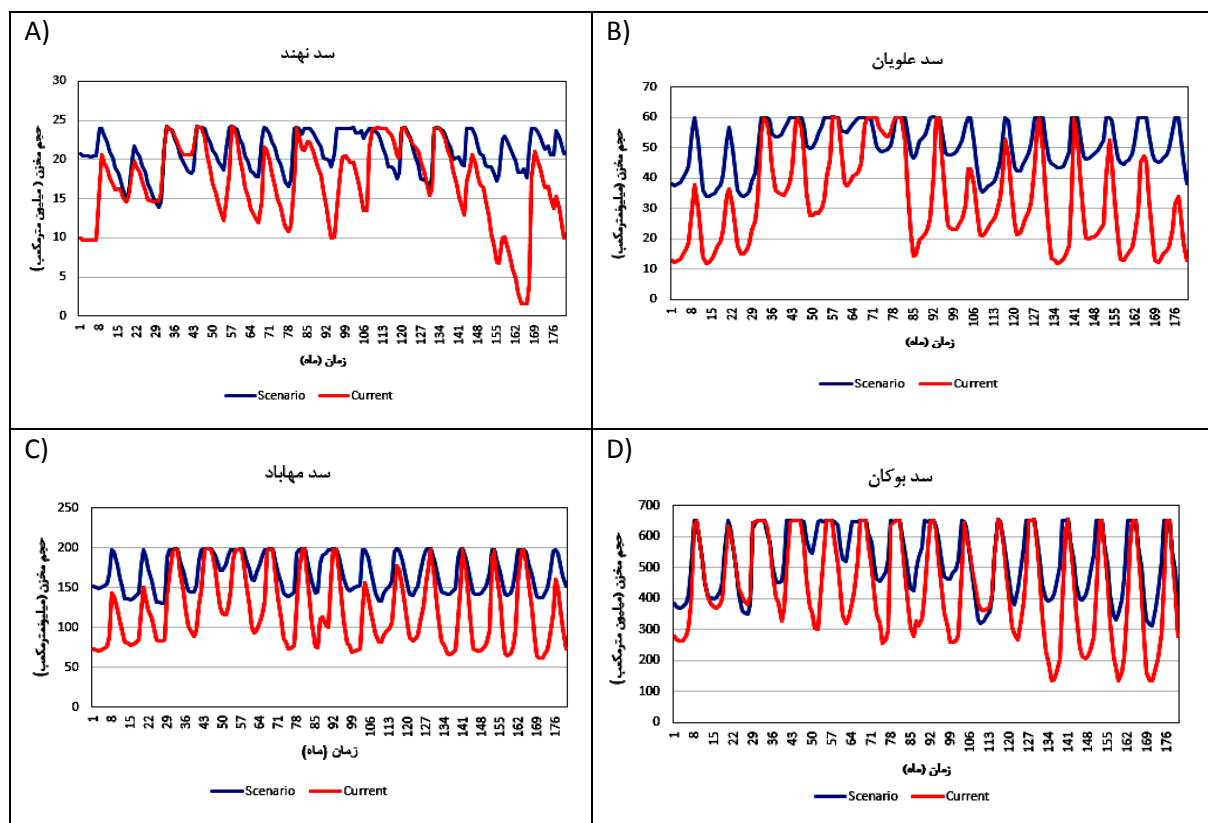 A)
سد نهند
حجم مخزن ( میلیون مترمکعب)
30
25
20
15
10
5
0
1 8 15 22 29 36 43 50 57 64 71 78 85 92 99 106 113 120 127 134 141 148 155 162 169 176
زمان (ماه)
Scenario Current
B)
سد علویان
حجم مخزن (میلیونمترمکعب)
70
60
50
40
30
20
10
0
1 8 15 22 29 36 43 50 57 64 71 78 85 92 99 106 113 120 127 134 141 148 155 162 169 176
زمان (ماه)
Scenario Current
C)
سد مهاباد
حجم مخزن (میلیونمترمکعب)
250
200
150
100
50
0
1 8 15 22 29 36 43 50 57 64 71 78 85 92 99 106 113 120 127 134 141 148 155 162 169 176
زمان (ماه)
Scenario Current
D)
سد بوکان
حجم مخزن (میلیون مترمکعب)
700
600
500
400
300
200
100
0
1 8 15 22 29 36 43 50 57 64 71 78 85 92 99 106 113 120 127 134 141 148 155 162 169 176
زمان (ماه)
Scenario Current